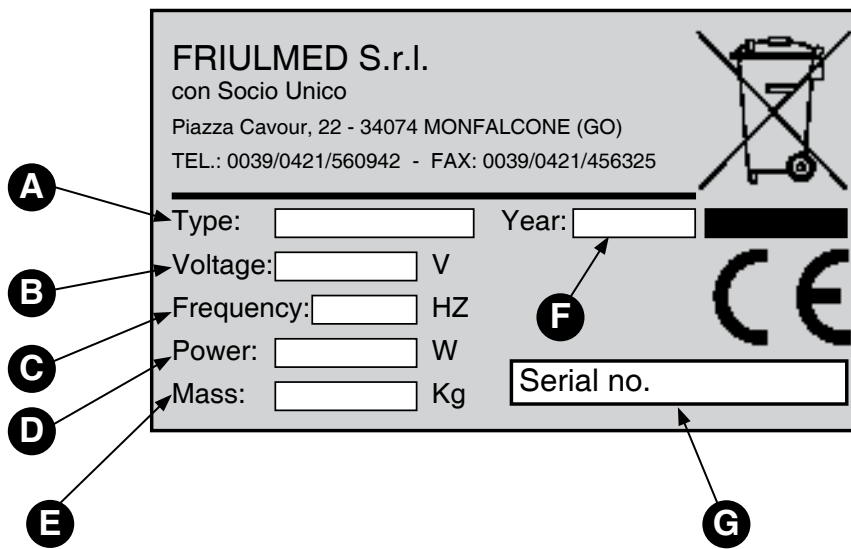 FRIULMED S.r.l.
con Socio Unico
Piazza Cavour, 22 - 34074 MONFALCONE (GO)
TEL.: 0039/0421/560942 - FAX: 0039/0421/456325
A
Type: Year:
B
Voltage: V
F
C
Frequency: HZ
CE
D
Power: W
Serial no.
E
Mass: Kg
G